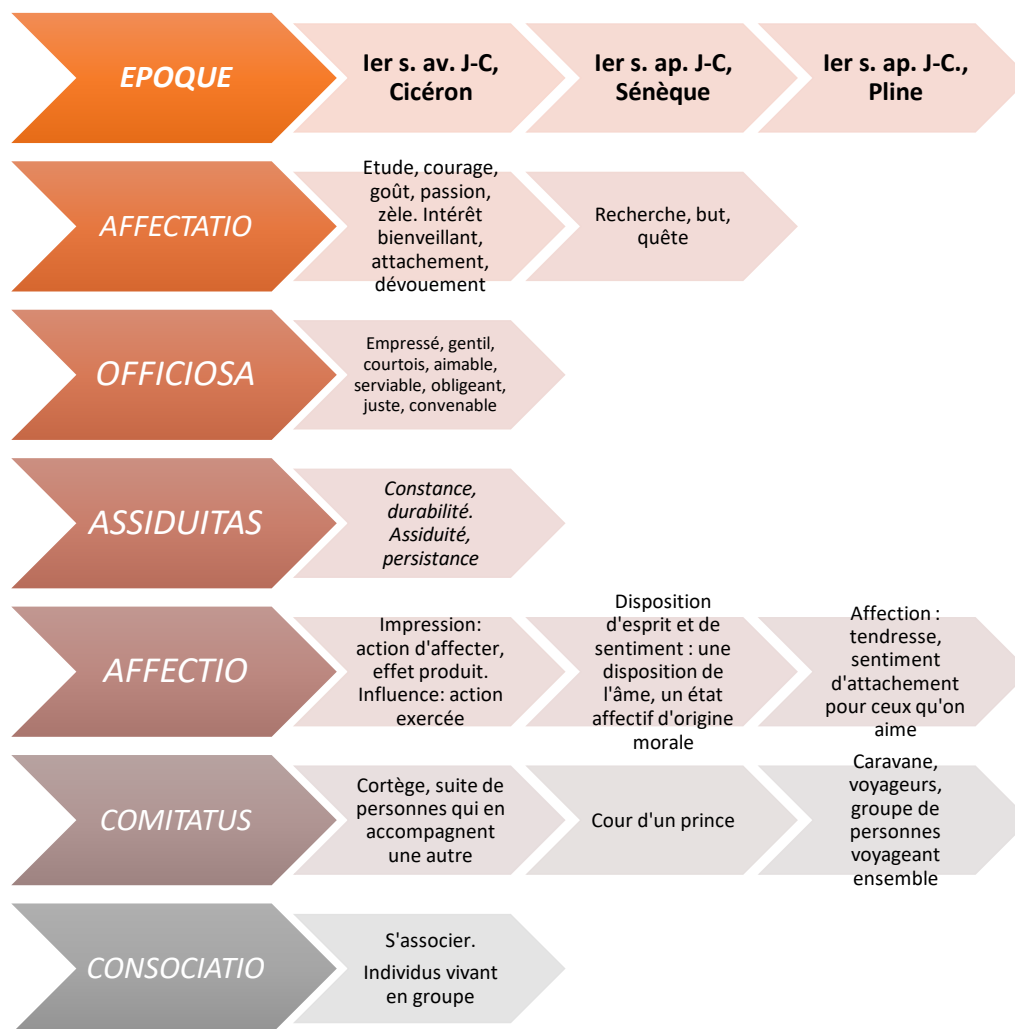 EPOQUE
Ier s. av. J-C,
Cicéron
Ier s. ap. J-C,
Sénèque
Ier s. ap. J-C.,
Pline
AFFECTATIO
Etude, courage,
goût, passion,
zèle. Intérêt
bienveillant,
attachement,
dévouement
Recherche, but,
quête
OFFICIOSA
Empressé, gentil,
courtois, aimable,
serviable, obligeant,
juste, convenable
ASSIDUITAS
Constance,
durabilité.
Assiduité,
persistance
AFFECTIO
Impression:
action d'affecter,
effet produit.
Influence: action
exercée
Disposition
d'esprit et de
sentiment : une
disposition de
l'âme, un état
affectif d'origine
morale
Affection :
tendresse,
sentiment
d'attachement
pour ceux qu'on
aime
COMITATUS
Cortège, suite de
personnes qui en
accompagnent
une autre
Cour d'un prince
Caravane,
voyageurs,
groupe de
personnes
voyageant
ensemble
CONSOCIATIO
S'associer.
Individus vivant
en groupe